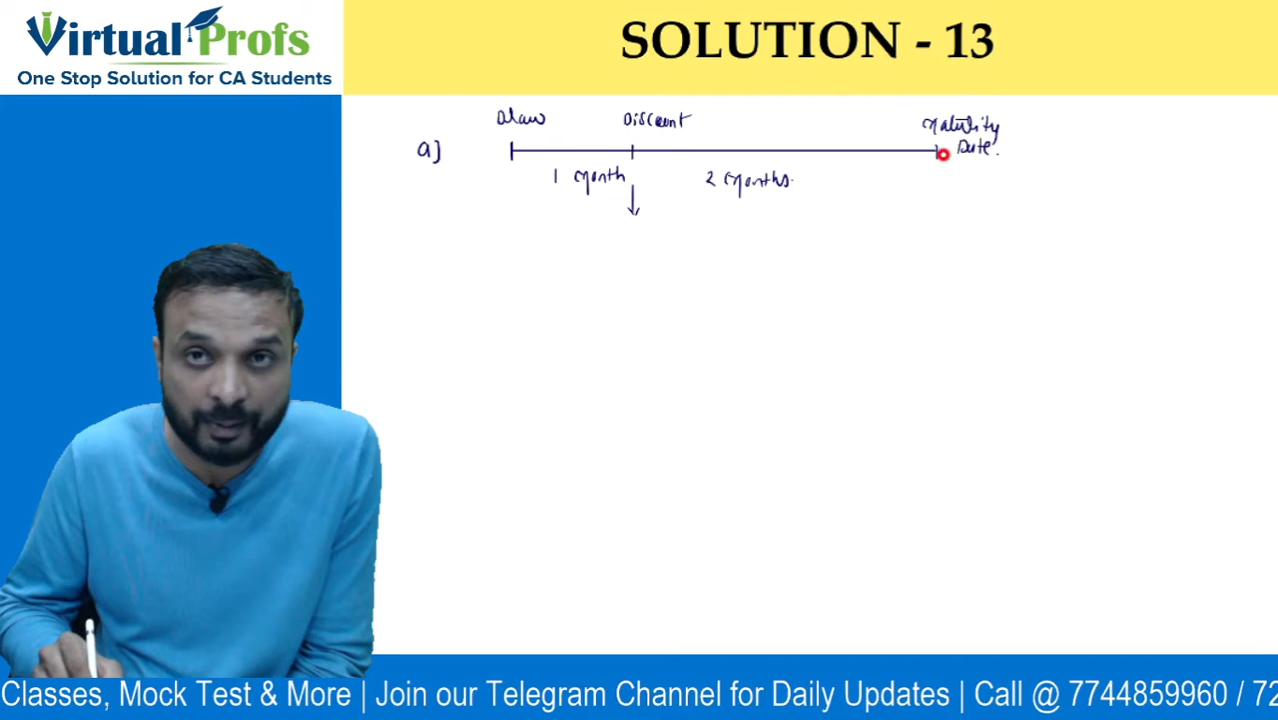 Virtual Profs
One Stop Solution for CA Students
SOLUTION - 13
Draw Discount Maturity
a] Date.
1 month 2 months.
Classes, Mock Test & More | Join our Telegram Channel for Daily Updates | Call @ 7744859960 / 72